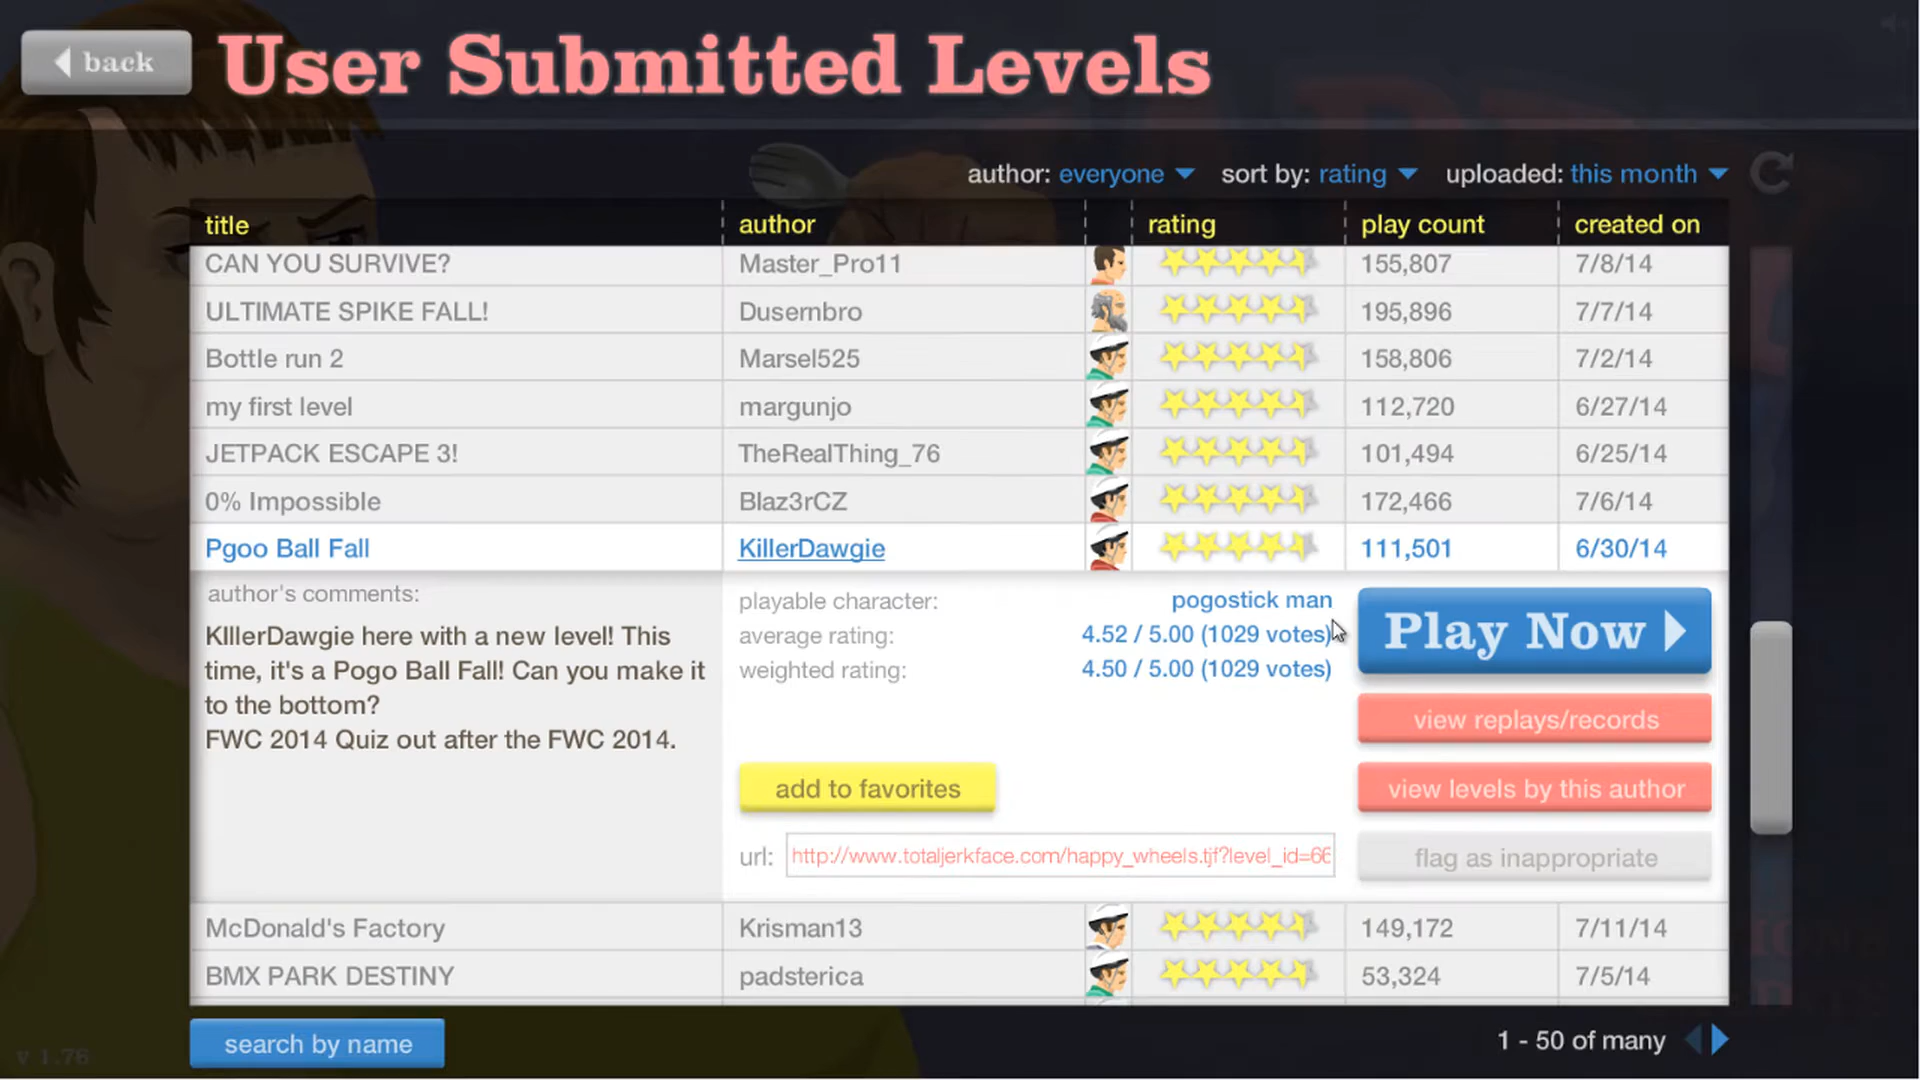 back
User Submitted Levels
author: everyone sort by: rating uploaded: this month
title author rating play count created on
CAN YOU SURVIVE? Master_Pro11 155,807 7/8/14
ULTIMATE SPIKE FALL! Dusernbro 195,896 7/7/14
Bottle run 2 Marsel525 158,806 7/2/14
my first level margunjo 112,720 6/27/14
JETPACK ESCAPE 3! TheRealThing_76 101,494 6/25/14
0% Impossible Blaz3rCZ 172,466 7/6/14
Pgoo Ball Fall KillerDawgie 111,501 6/30/14
author's comments:
KIllerDawgie here with a new level! This
time, it's a Pogo Ball Fall! Can you make it
to the bottom?
FWC 2014 Quiz out after the FWC 2014.
playable character: pogostick man
average rating: 4.52 / 5.00 (1029 votes)
weighted rating: 4.50 / 5.00 (1029 votes)
add to favorites
url: http://www.totaljerkface.com/happy_wheels.tjf?level_id=66
Play Now
view replays/records
view levels by this author
flag as inappropriate
McDonald's Factory Krisman13 149,172 7/11/14
BMX PARK DESTINY padsterica 53,324 7/5/14
search by name
1 - 50 of many
v 1.76